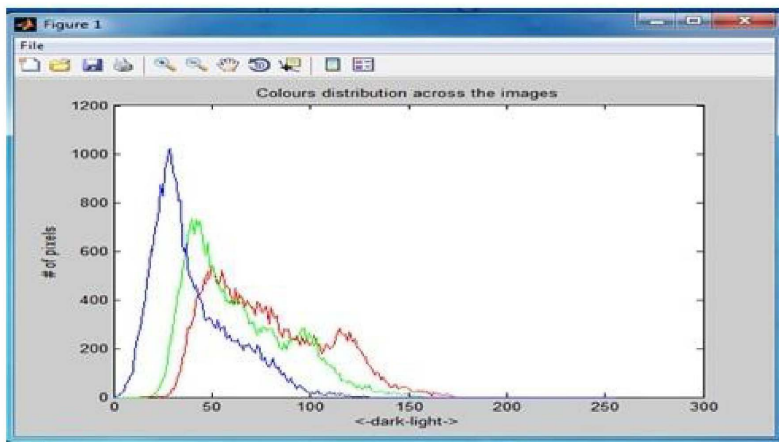 Figure 1
File
Colours distribution across the images
1200
1000
800
600
400
200
0
# of pixels
0 50 100 150 200 250 300
<-dark-light->